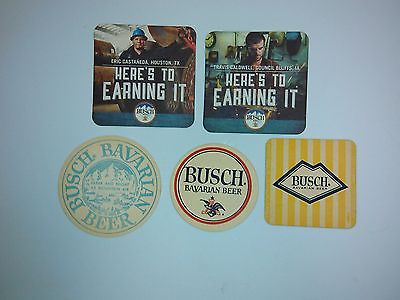 ERIC CASTAÑEDA, HOUSTON, TX
HERE'S TO
EARNING IT
BUSCH
TRAVIS CALDWELL, COUNCIL BLUFFS, IA
HERE'S TO
EARNING IT
BUSCH
BUSCH. BAVARIAN
BEER
BUSCH.
BAVARIAN BEER
BUSCH
BAVARIAN BEER